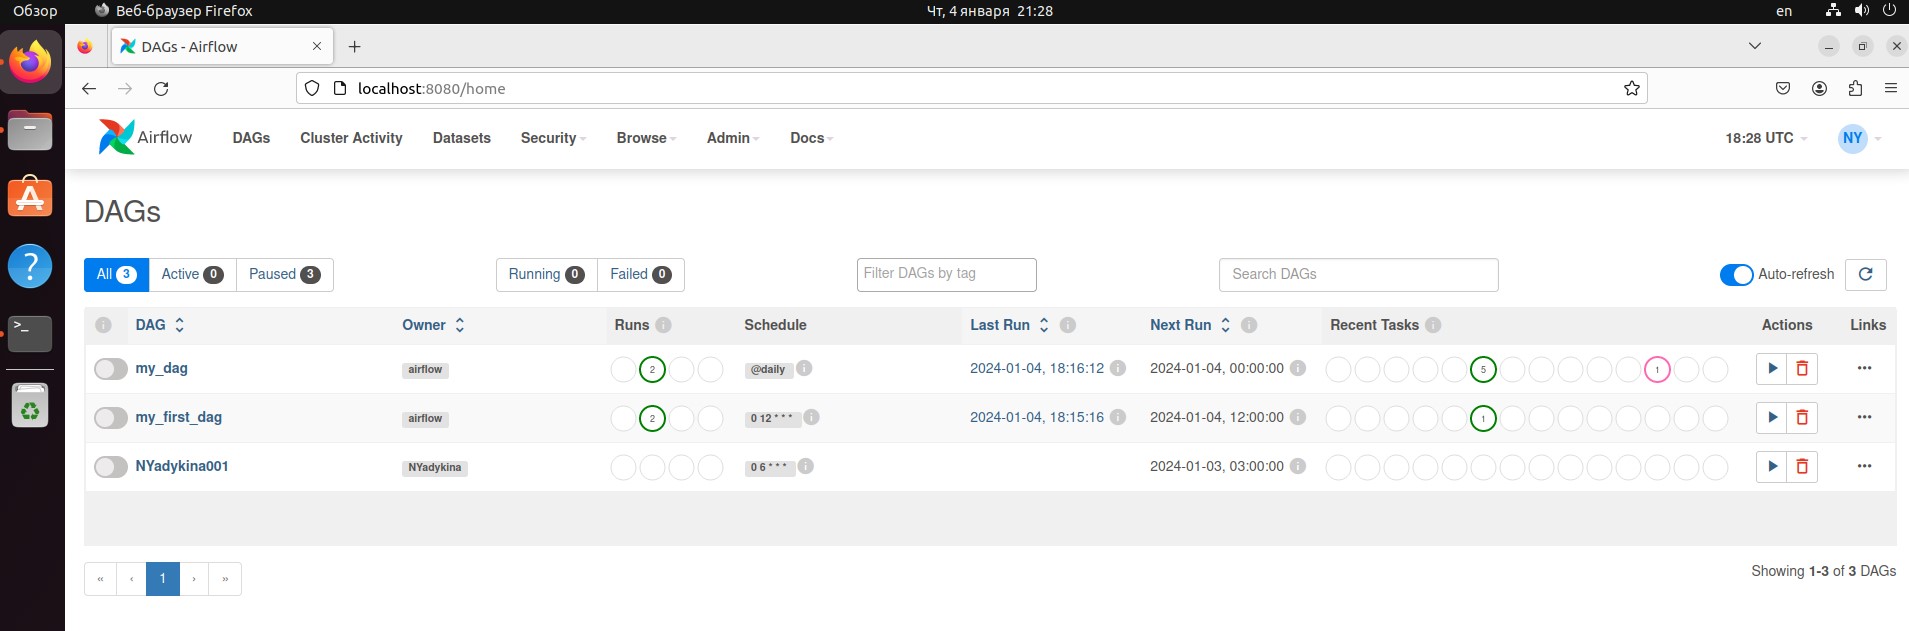 Обзор Веб-браузер Firefox Чт, 4 января 21:28 en
DAGs - Airflow
localhost:8080/home
Airflow DAGs Cluster Activity Datasets Security Browse Admin Docs 18:28 UTC NY
DAGs
All 3 Active 0 Paused 3 Running 0 Failed 0 Filter DAGs by tag Search DAGs Auto-refresh
DAG Owner Runs Schedule Last Run Next Run Recent Tasks Actions Links
my_dag airflow 2 @daily 2024-01-04, 18:16:12 2024-01-04, 00:00:00 5 1
my_first_dag airflow 2 0 12 * * * 2024-01-04, 18:15:16 2024-01-04, 12:00:00 1
NYadykina001 NYadykina 0 6 * * * 2024-01-03, 03:00:00
« ‹ 1 › » Showing 1-3 of 3 DAGs